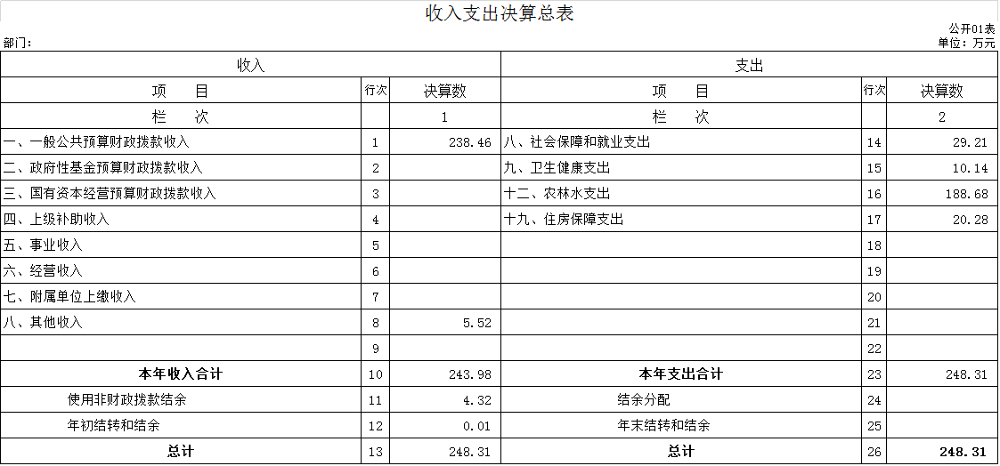 收入支出决算总表
公开01表
部门： 单位：万元
收入 支出
项 目 行次 决算数 项 目 行次 决算数
栏 次 1 栏 次 2
一、一般公共预算财政拨款收入 1 238.46 八、社会保障和就业支出 14 29.21
二、政府性基金预算财政拨款收入 2 九、卫生健康支出 15 10.14
三、国有资本经营预算财政拨款收入 3 十二、农林水支出 16 188.68
四、上级补助收入 4 十九、住房保障支出 17 20.28
五、事业收入 5 18
六、经营收入 6 19
七、附属单位上缴收入 7 20
八、其他收入 8 5.52 21
9 22
本年收入合计 10 243.98 本年支出合计 23 248.31
使用非财政拨款结余 11 4.32 结余分配 24
年初结转和结余 12 0.01 年末结转和结余 25
总计 13 248.31 总计 26 248.31